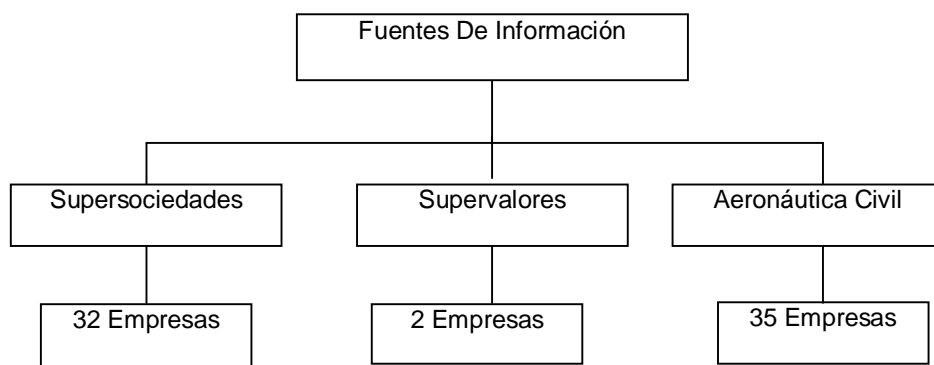 Fuentes De Información
Supersociedades
Supervalores
Aeronáutica Civil
32 Empresas
2 Empresas
35 Empresas